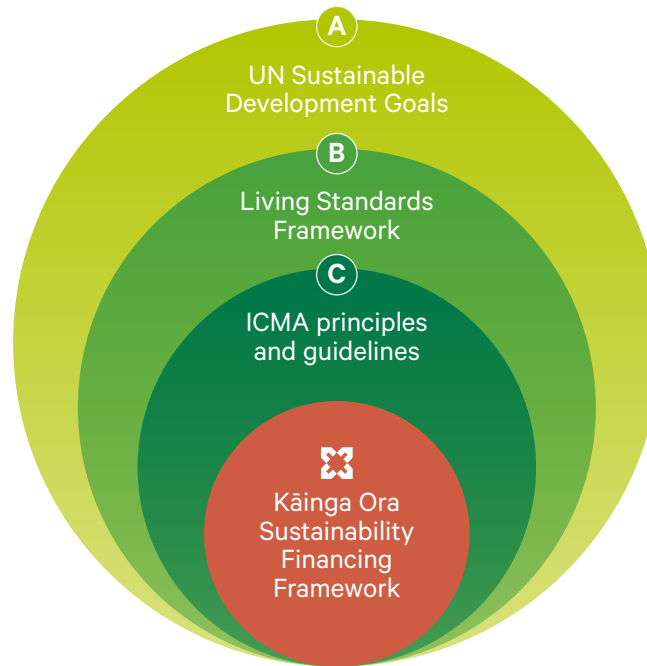 A
UN Sustainable
Development Goals
B
Living Standards
Framework
C
ICMA principles
and guidelines
Kāinga Ora
Sustainability
Financing
Framework